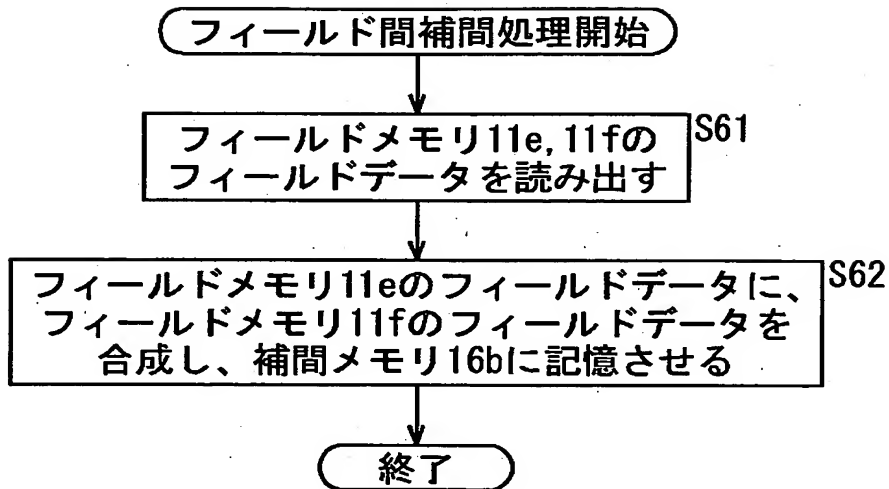 フィールド間補間処理開始
フィールドメモリ11e,11fの
フィールドデータを読み出す
S61
フィールドメモリ11eのフィールドデータに、
フィールドメモリ11fのフィールドデータを
合成し、補間メモリ16bに記憶させる
S62
終了